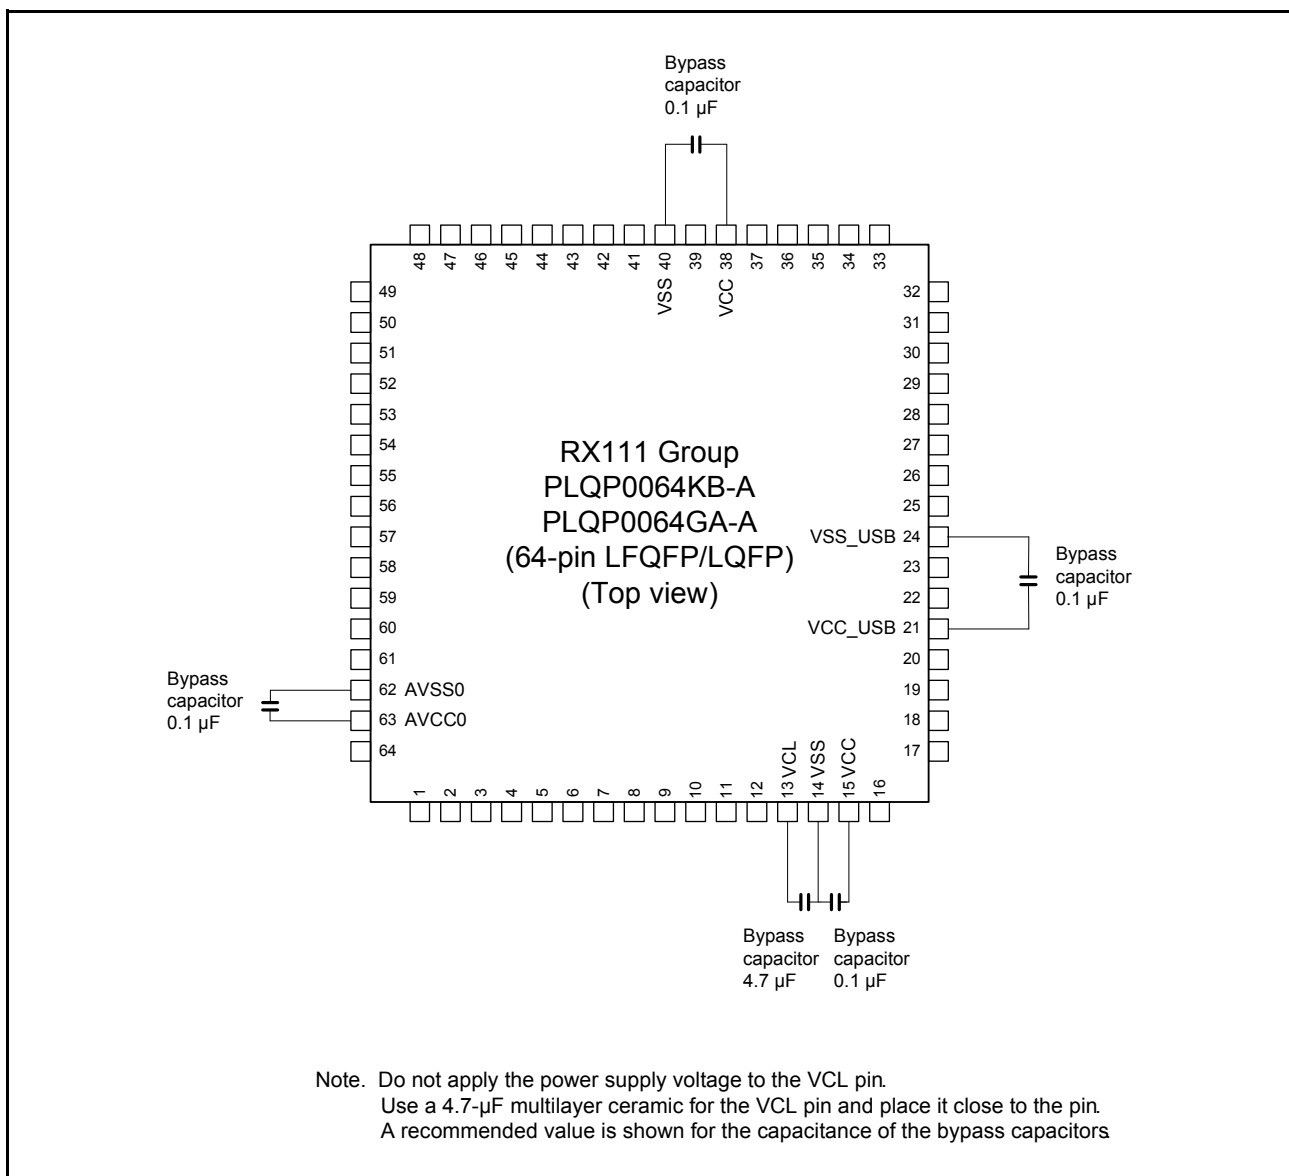 Bypass
capacitor
0.1 µF
48 47 46 45 44 43 42 41 40 39 38 37 36 35 34 33
VSS VCC
49 32
50 31
51 30
52 29
53 28
54 27
55 26
56 25
57 VSS_USB 24
58 23
59 22
60 VCC_USB 21
61 20
62 AVSS0 19
63 AVCC0 18
64 17
RX111 Group
PLQP0064KB-A
PLQP0064GA-A
(64-pin LFQFP/LQFP)
(Top view)
Bypass
capacitor
0.1 µF
Bypass
capacitor
0.1 µF
1 2 3 4 5 6 7 8 9 10 11 12 13 VCL 14 VSS 15 VCC 16
Bypass
capacitor
4.7 µF
Bypass
capacitor
0.1 µF
Note. Do not apply the power supply voltage to the VCL pin.
Use a 4.7-µF multilayer ceramic for the VCL pin and place it close to the pin.
A recommended value is shown for the capacitance of the bypass capacitors.